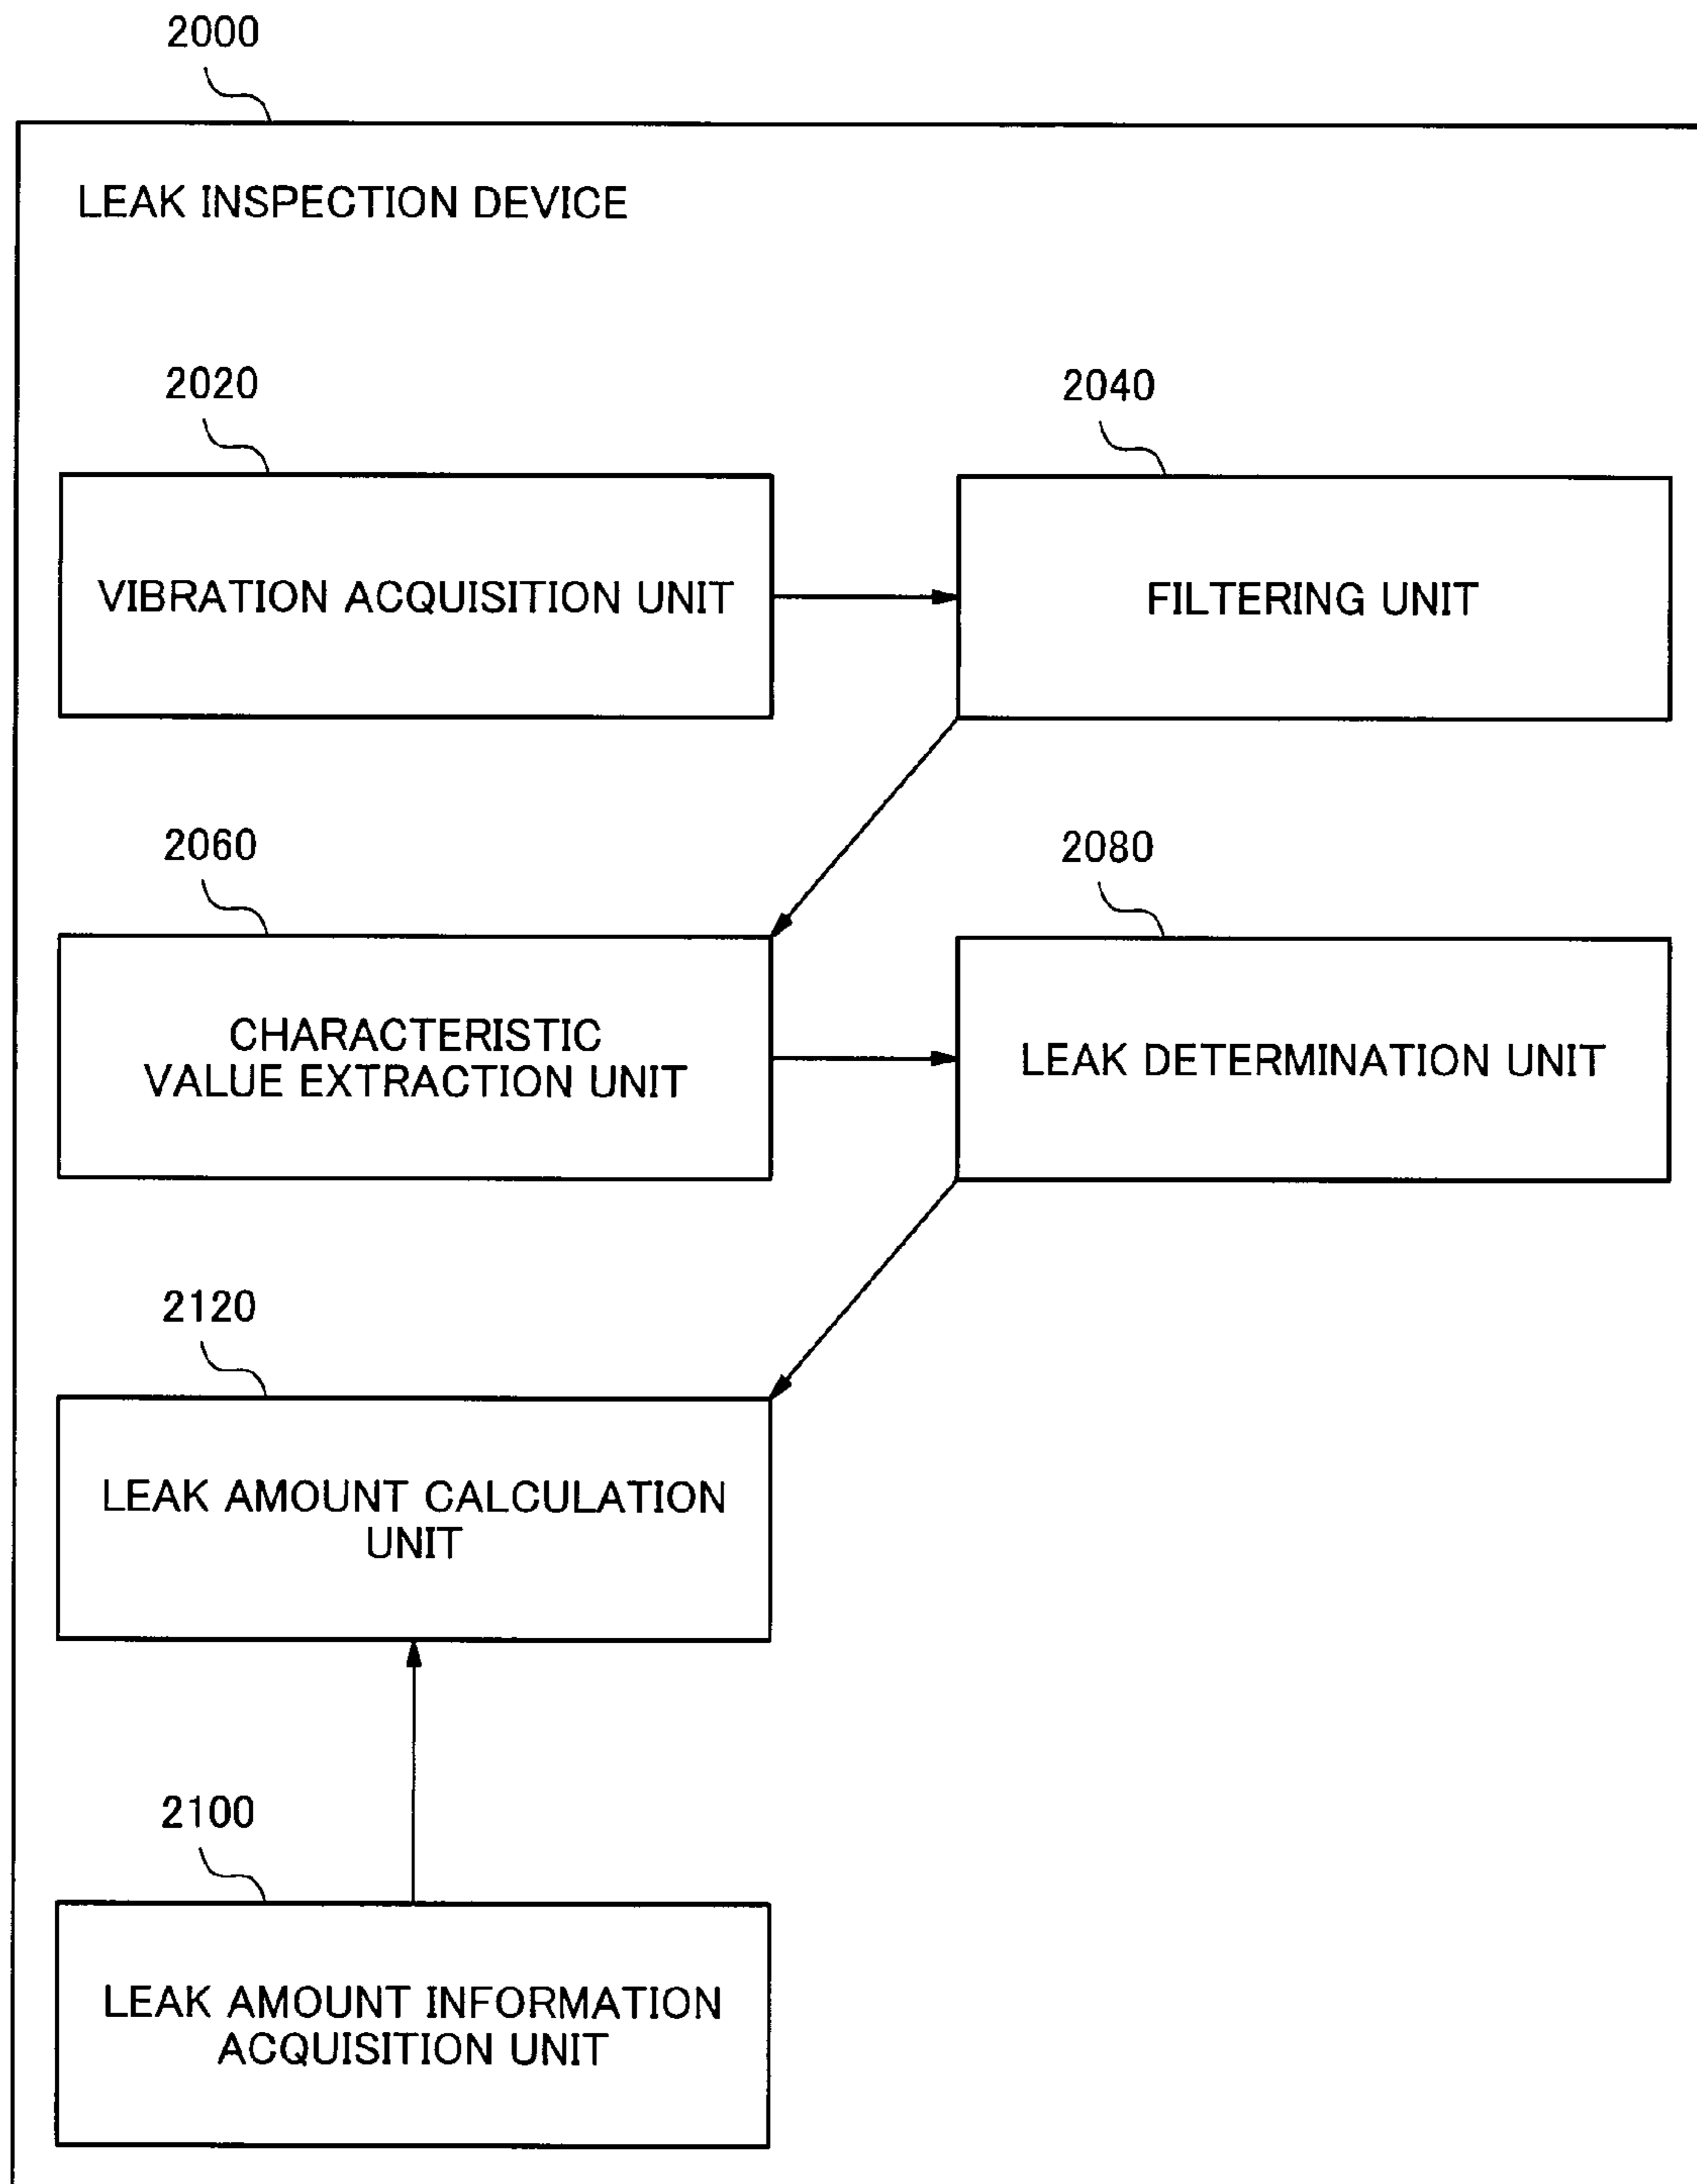 2000
LEAK INSPECTION DEVICE
2020
2040
VIBRATION ACQUISITION UNIT
FILTERING UNIT
2060
2080
CHARACTERISTIC
VALUE EXTRACTION UNIT
LEAK DETERMINATION UNIT
2120
LEAK AMOUNT CALCULATION
UNIT
2100
LEAK AMOUNT INFORMATION
ACQUISITION UNIT